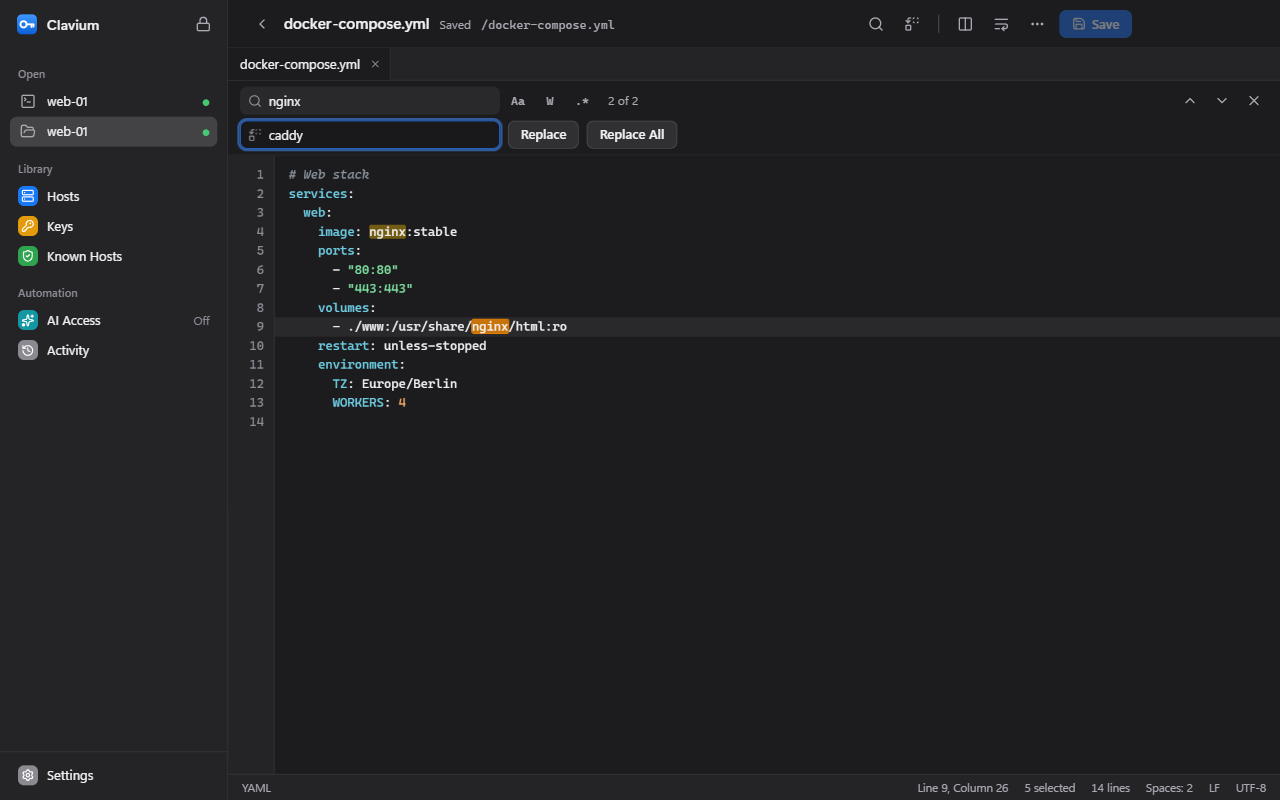 Clavium
Open
web-01
web-01
Library
Hosts
Keys
Known Hosts
Automation
AI Access Off
Activity
Settings
docker-compose.yml Saved /docker-compose.yml
Save
docker-compose.yml
nginx Aa W .* 2 of 2
caddy Replace Replace All
1 # Web stack
2 services:
3 web:
4 image: nginx:stable
5 ports:
6 - "80:80"
7 - "443:443"
8 volumes:
9 - ./www:/usr/share/nginx/html:ro
10 restart: unless-stopped
11 environment:
12 TZ: Europe/Berlin
13 WORKERS: 4
14
YAML Line 9, Column 26 5 selected 14 lines Spaces: 2 LF UTF-8